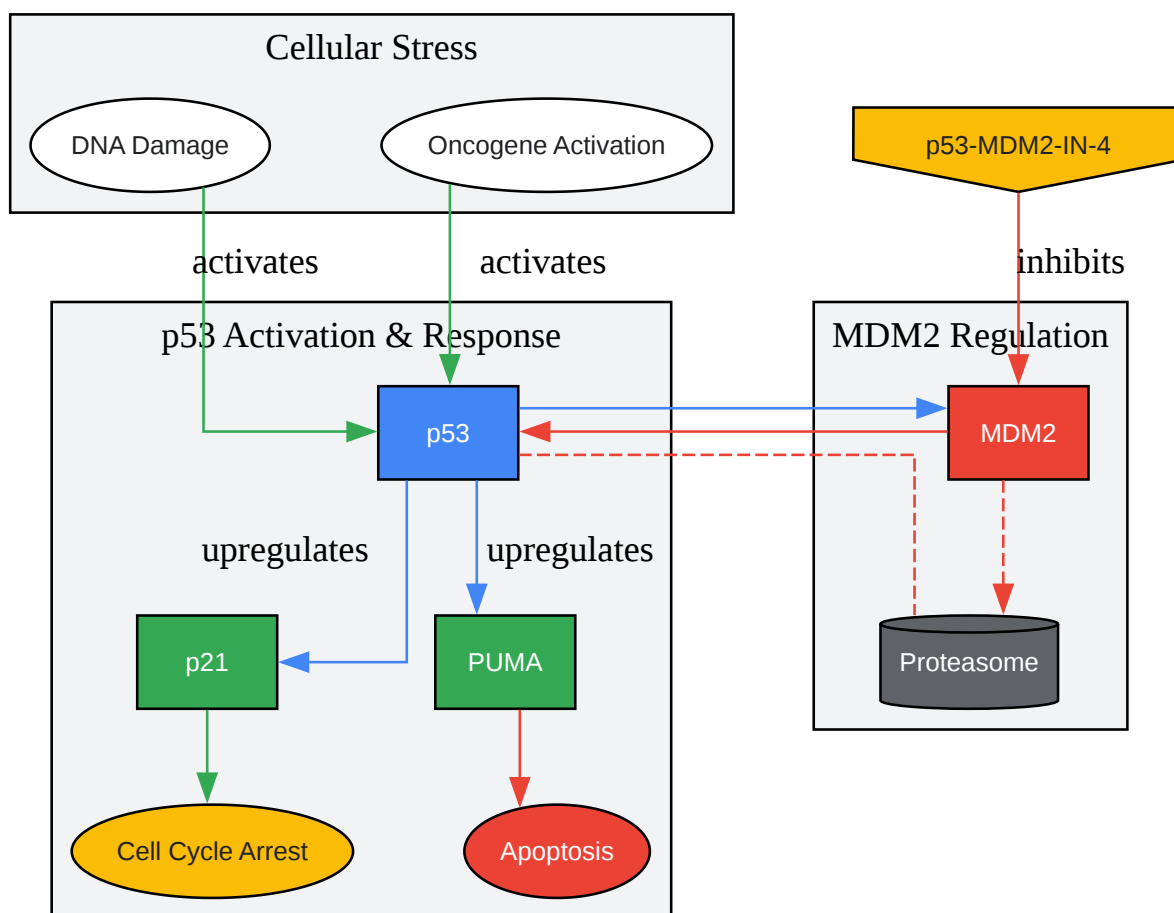 Cellular Stress
DNA Damage
Oncogene Activation
p53-MDM2-IN-4
activates
activates
inhibits
p53 Activation & Response
MDM2 Regulation
p53
MDM2
upregulates
upregulates
p21
PUMA
Proteasome
Cell Cycle Arrest
Apoptosis